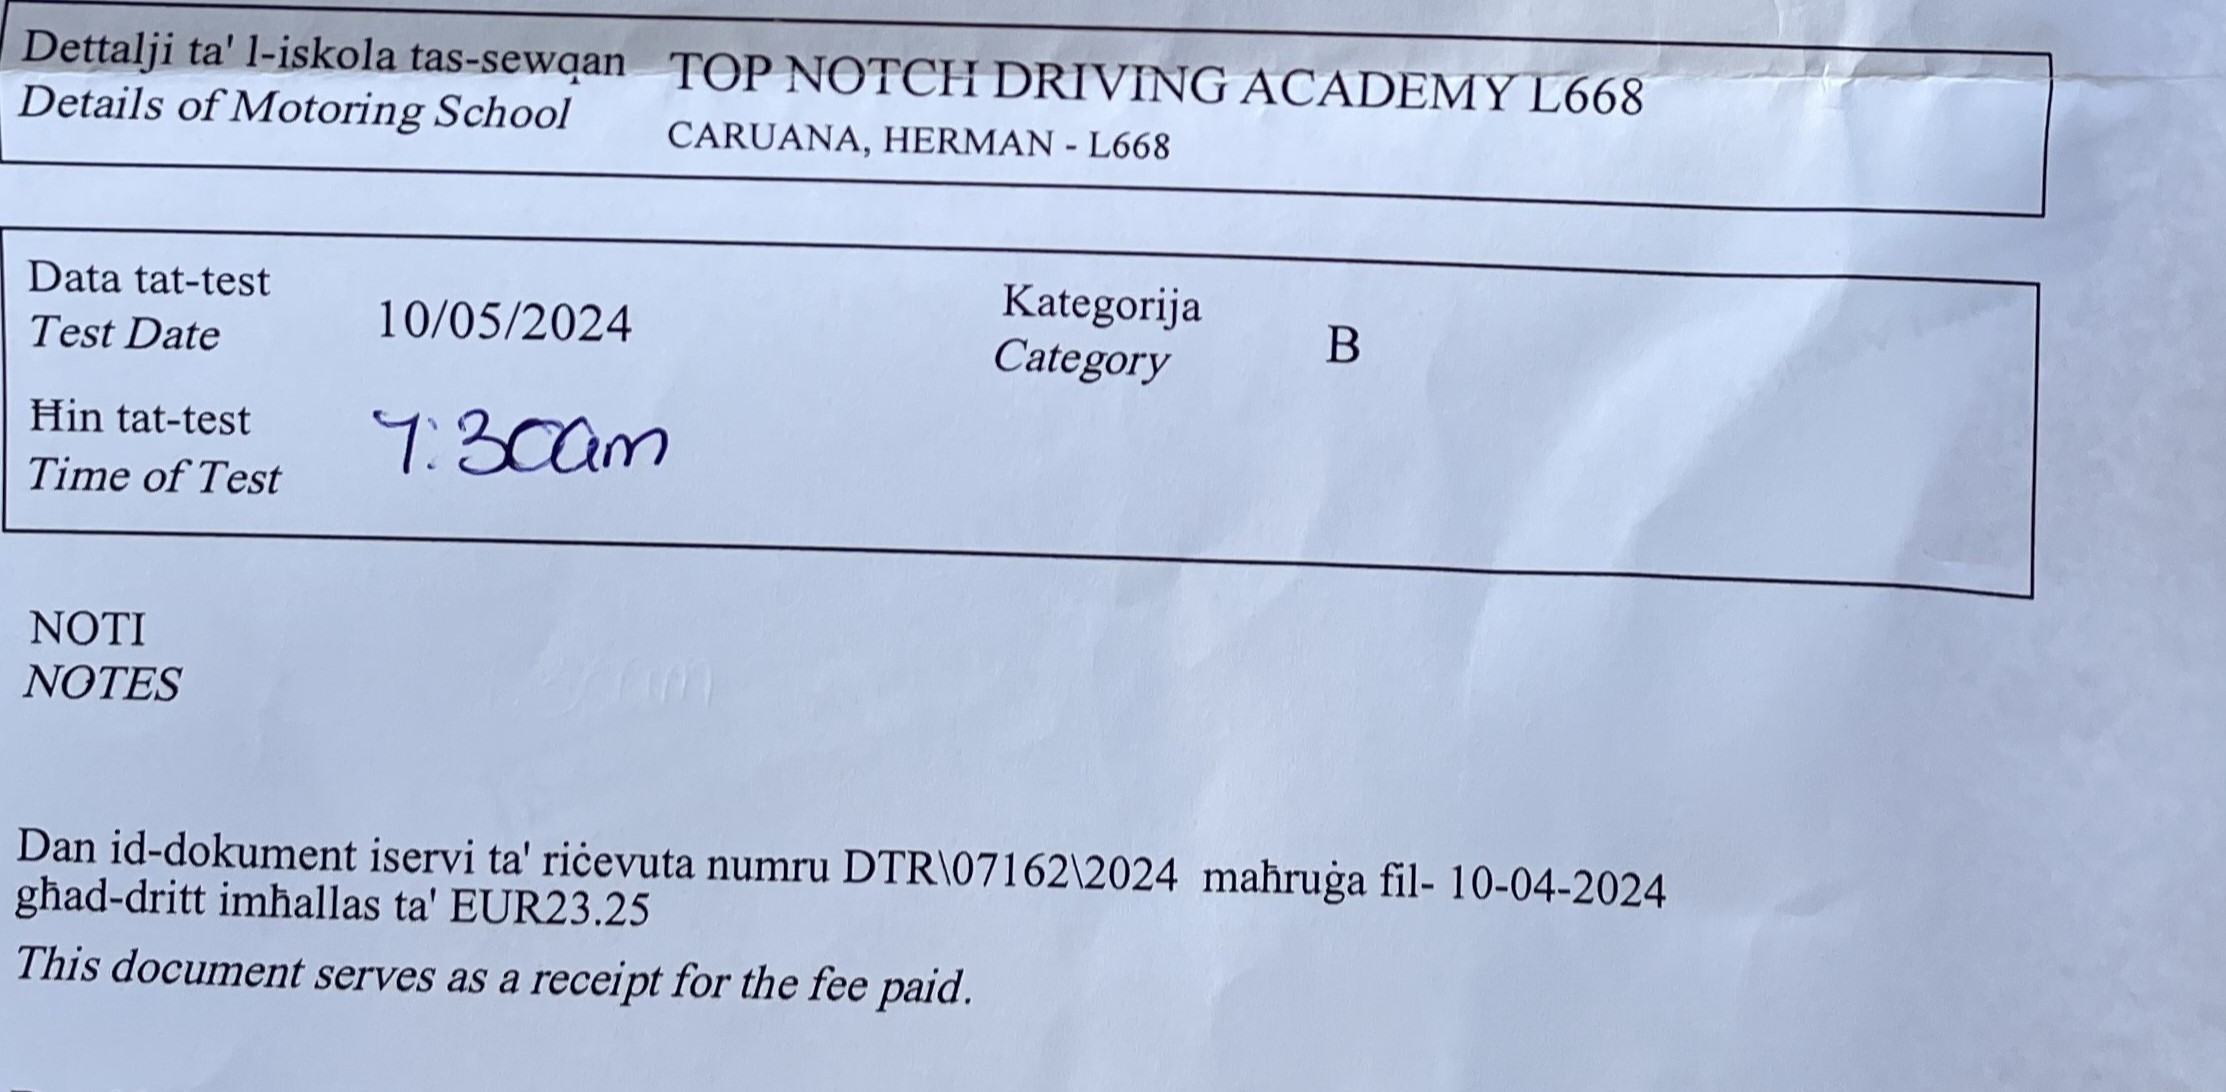 Dettalji ta' l-iskola tas-sewqan TOP NOTCH DRIVING ACADEMY L668
Details of Motoring School
CARUANA, HERMAN - L668
Data tat-test
Test Date
10/05/2024
Kategorija
Category
B
Ħin tat-test
Time of Test
7:30am
NOTI
NOTES
Dan id-dokument iservi ta' riċevuta numru DTR\07162\2024 maħruġa fil- 10-04-2024
għad-dritt imħallas ta' EUR23.25
This document serves as a receipt for the fee paid.